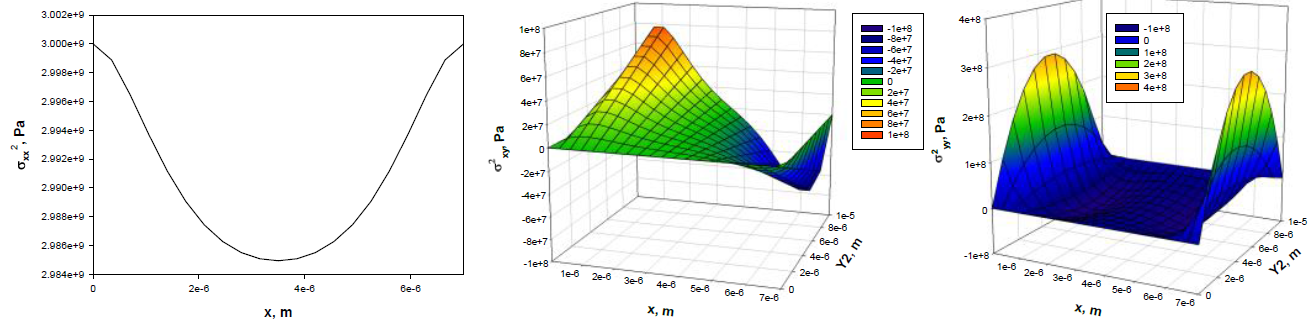 3.002e+9
3.000e+9
2.998e+9
2.996e+9
2.994e+9
2.992e+9
2.990e+9
2.988e+9
2.986e+9
2.984e+9
σxx², Pa
0
2e-6
4e-6
6e-6
x, m
1e+8
8e+7
6e+7
4e+7
2e+7
0
-2e+7
-4e+7
-6e+7
-8e+7
-1e+8
σ²xy, Pa
1e-6
2e-6
3e-6
4e-6
5e-6
6e-6
7e-6
x, m
0
2e-6
4e-6
6e-6
8e-6
1e-5
Y2, m
-1e+8
-8e+7
-6e+7
-4e+7
-2e+7
0
2e+7
4e+7
6e+7
8e+7
1e+8
4e+8
3e+8
2e+8
1e+8
0
-1e+8
σ²yy, Pa
1e-6
2e-6
3e-6
4e-6
5e-6
6e-6
7e-6
x, m
0
2e-6
4e-6
6e-6
8e-6
1e-5
Y2, m
-1e+8
0
1e+8
2e+8
3e+8
4e+8